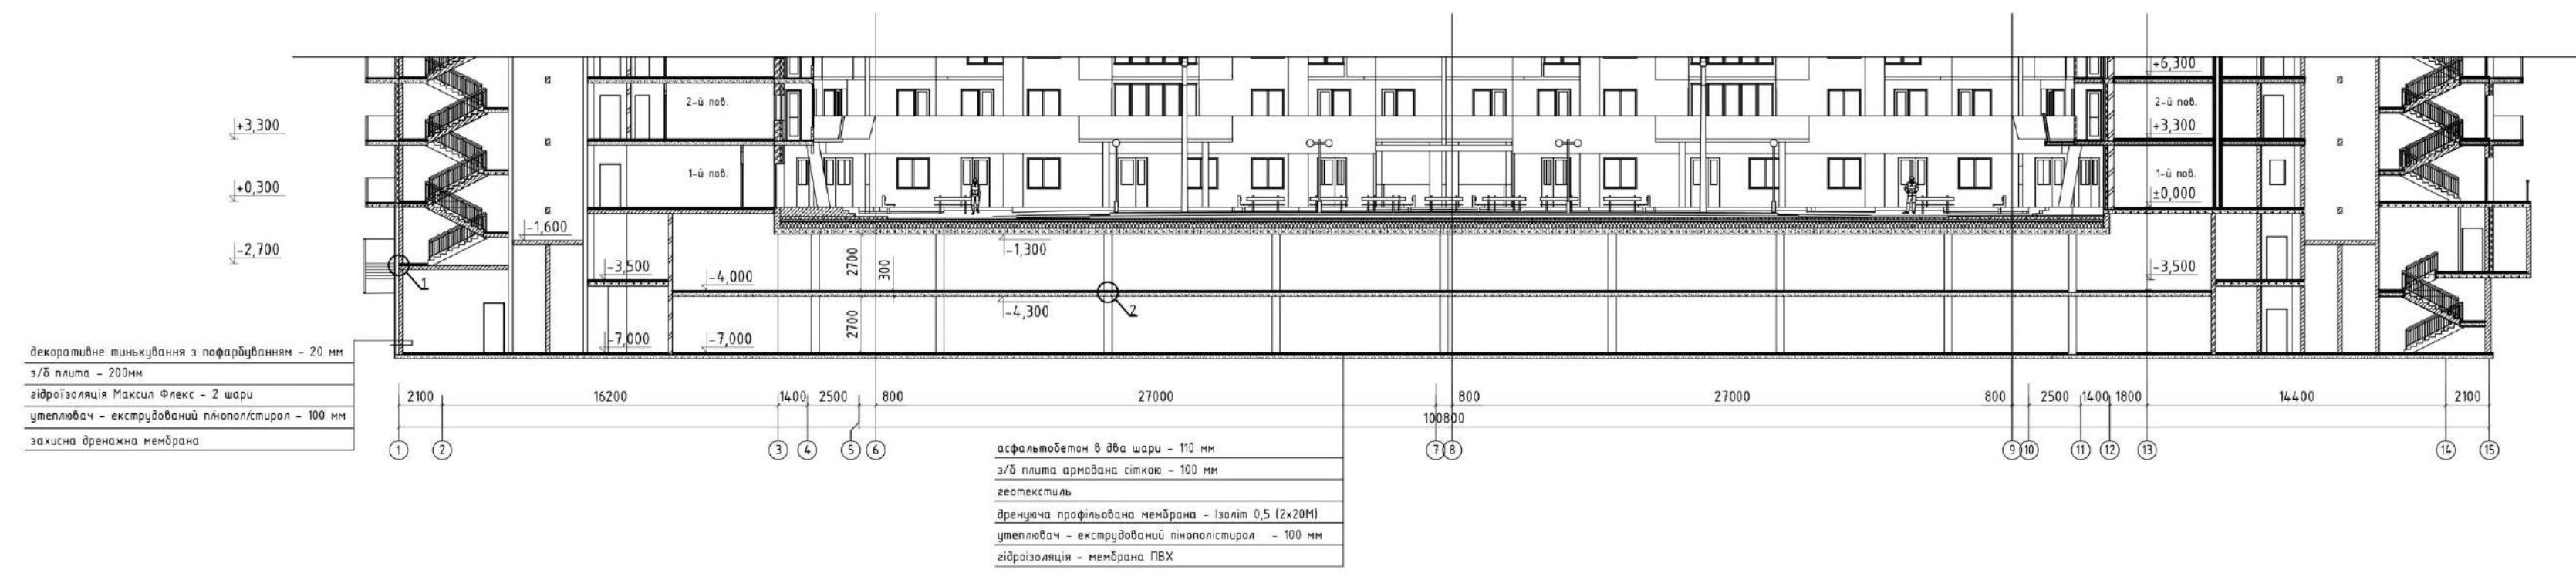 +6,300
2-й пов.
2-й пов.
+3,300
+3,300
1-й пов.
1-й пов.
+0,300
±0,000
-1,600
-2,700
-1,300
2700
300
-3,500
-4,000
-3,500
1
2
-4,300
2700
-7,000
-7,000
декоративне тинькування з пофарбуванням - 20 мм
з/б плита - 200мм
гідроїзоляція Максил Флекс - 2 шари
утеплювач - екструдований п/нопол/стирол - 100 мм
захисна дренажна мембрана
2100 16200 1400 2500 800 27000 800 27000 800 2500 1400 1800 14400 2100
100800
1 2 3 4 5 6 7 8 9 10 11 12 13 14 15
асфальтобетон в два шари - 110 мм
з/б плита армована сіткою - 100 мм
геотекстиль
дренуюча профільована мембрана - Ізоліт 0,5 (2х20М)
утеплювач - екструдований пінополістирол - 100 мм
гідроізоляція - мембрана ПВХ